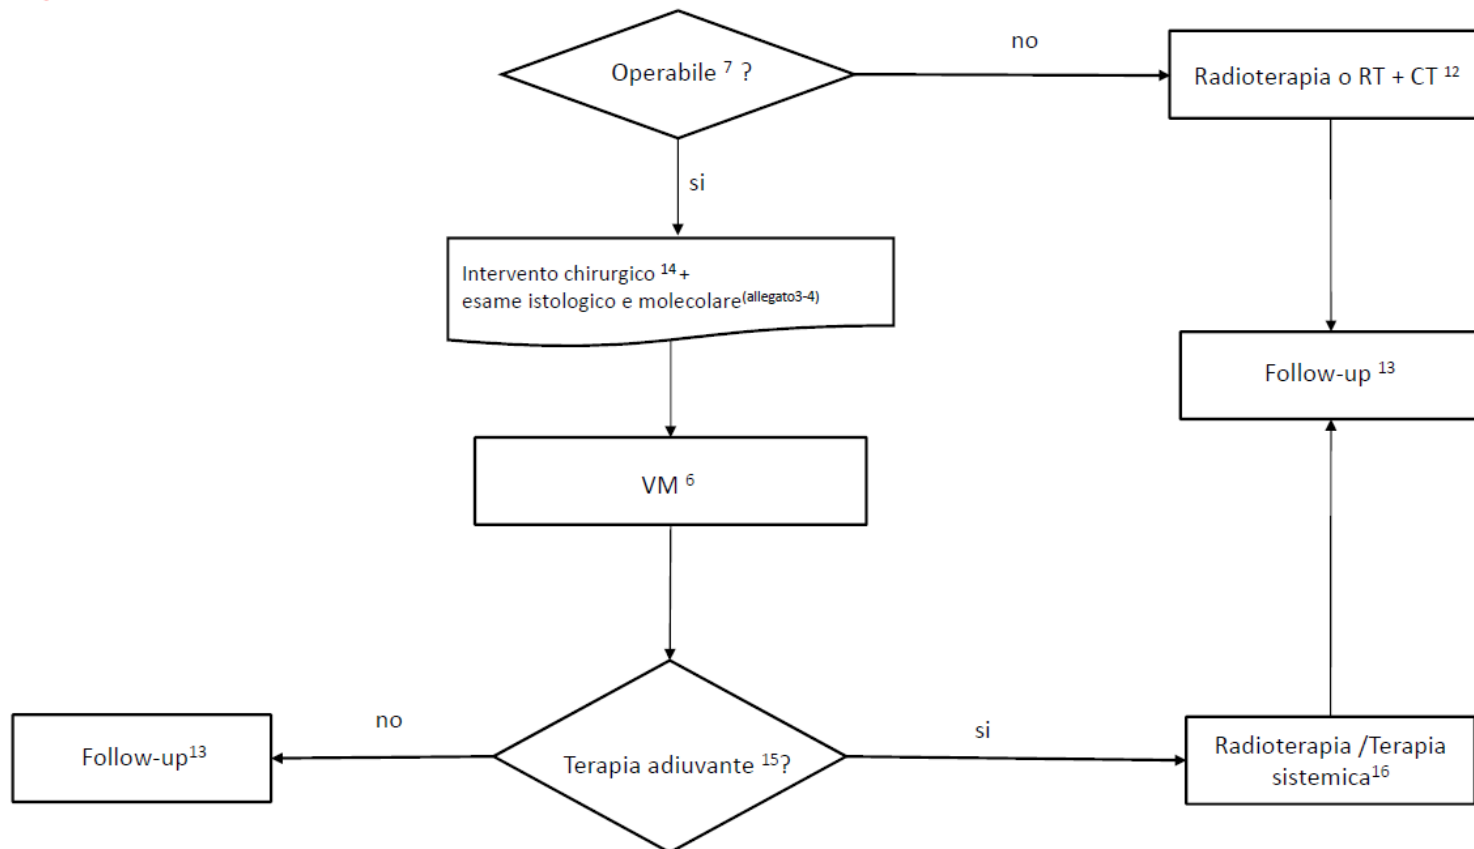 Operabile ⁷ ?
no
Radioterapia o RT + CT ¹²
si
Intervento chirurgico ¹⁴ +
esame istologico e molecolare(allegato3-4)
Follow-up ¹³
VM ⁶
no
si
Follow-up¹³
Terapia adiuvante ¹⁵?
Radioterapia /Terapia
sistemica¹⁶